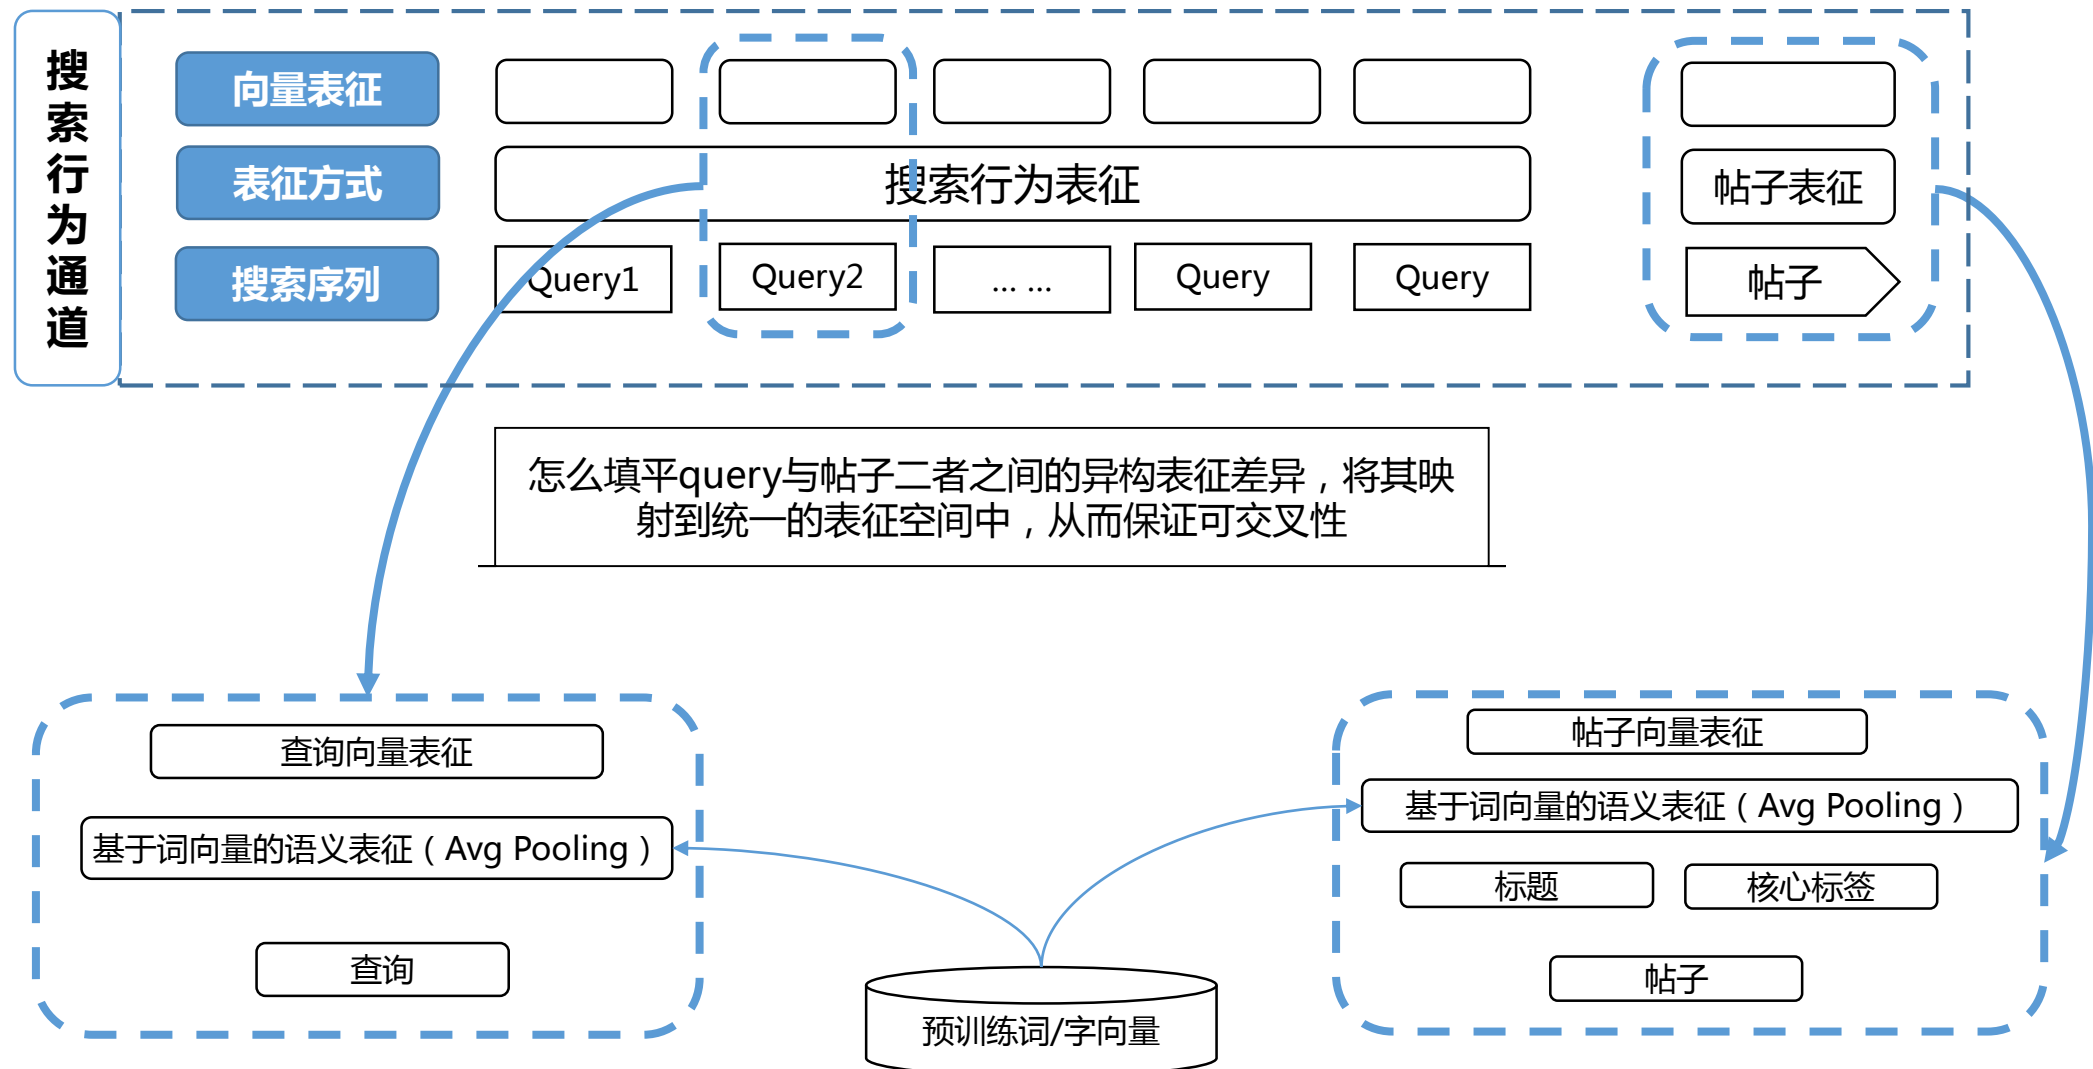 搜索行为通道
向量表征
表征方式
搜索行为表征
帖子表征
搜索序列
Query1
Query2
... ...
Query
Query
帖子
怎么填平query与帖子二者之间的异构表征差异，将其映
射到统一的表征空间中，从而保证可交叉性
查询向量表征
基于词向量的语义表征（Avg Pooling）
查询
预训练词/字向量
帖子向量表征
基于词向量的语义表征（Avg Pooling）
标题
核心标签
帖子